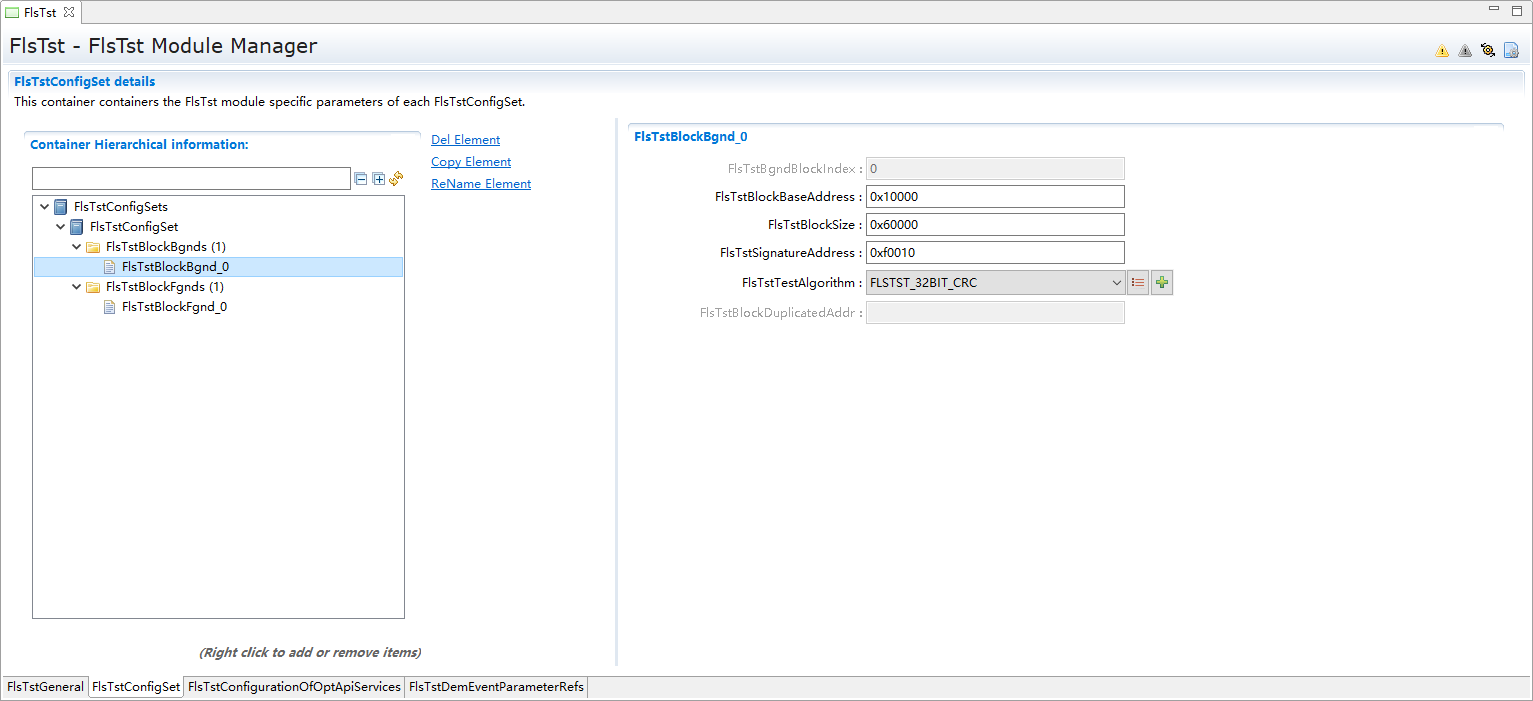 FlsTst
FlsTst - FlsTst Module Manager
FlsTstConfigSet details
This container containers the FlsTst module specific parameters of each FlsTstConfigSet.
Container Hierarchical information:
Del Element
Copy Element
ReName Element
FlsTstConfigSets
FlsTstConfigSet
FlsTstBlockBgnds (1)
FlsTstBlockBgnd_0
FlsTstBlockFgnds (1)
FlsTstBlockFgnd_0
(Right click to add or remove items)
FlsTstBlockBgnd_0
FlsTstBgndBlockIndex : 0
FlsTstBlockBaseAddress : 0x10000
FlsTstBlockSize : 0x60000
FlsTstSignatureAddress : 0xf0010
FlsTstTestAlgorithm : FLSTST_32BIT_CRC
FlsTstBlockDuplicatedAddr :
FlsTstGeneral FlsTstConfigSet FlsTstConfigurationOfOptApiServices FlsTstDemEventParameterRefs